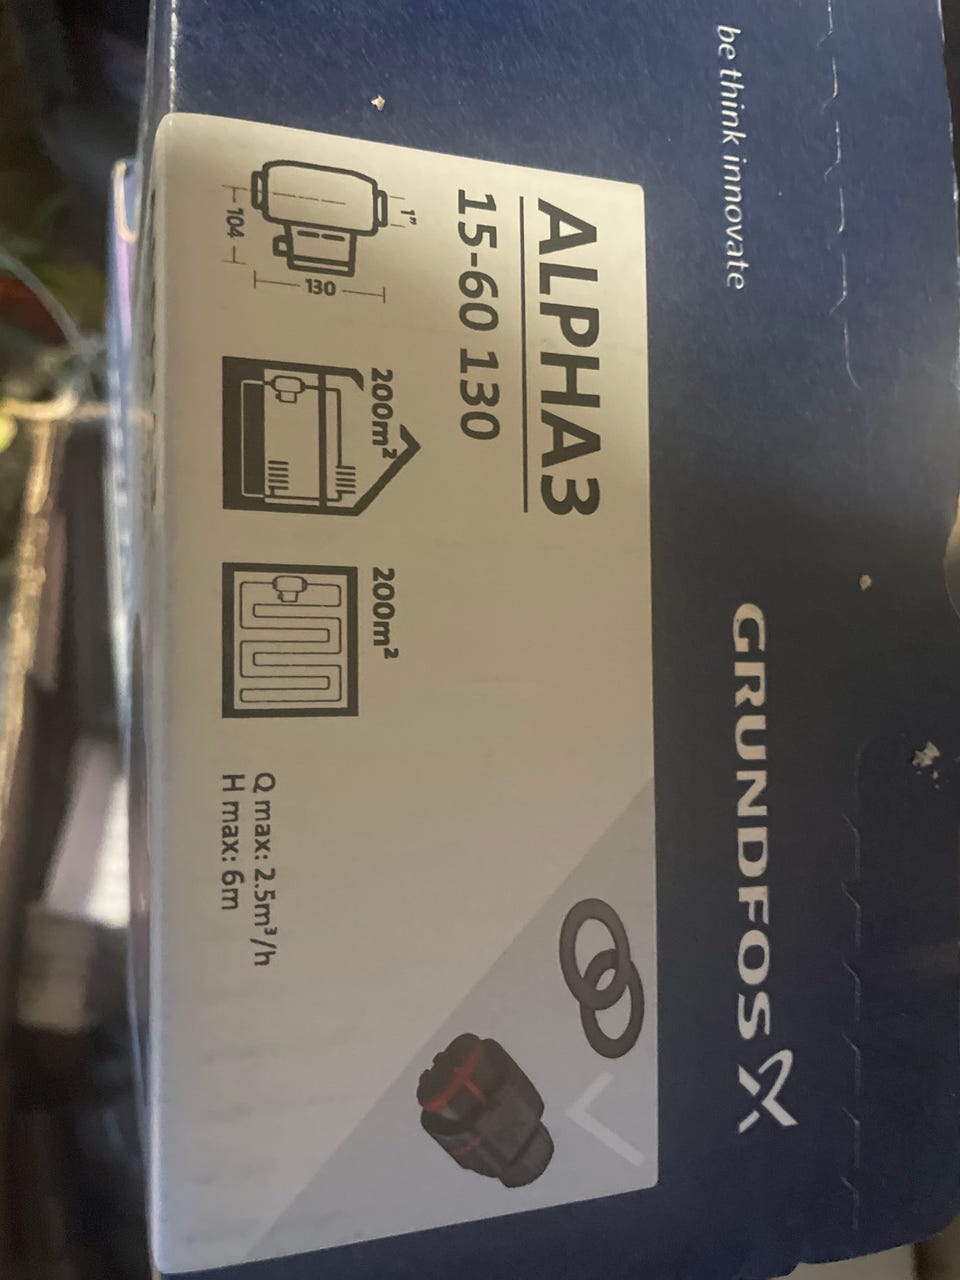 be think innovate
GRUNDFOS
ALPHA3
15-60 130
1"
104
130
200m²
200m²
Q max: 2.5m³/h
H max: 6m